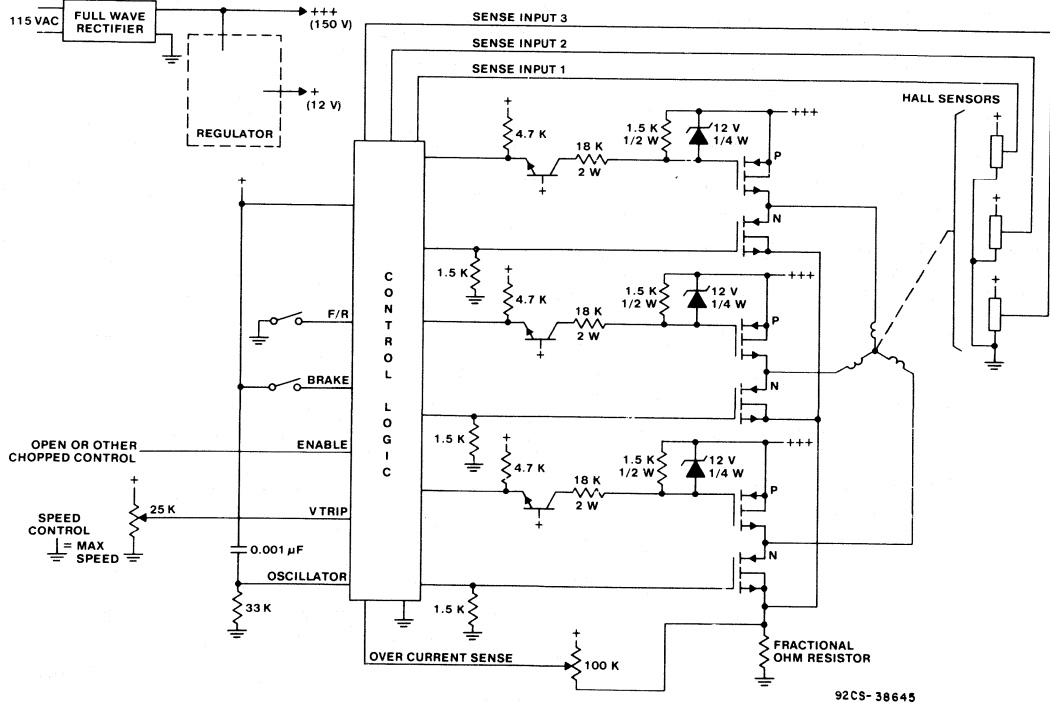 115 VAC
FULL WAVE
RECTIFIER
+++
(150 V)
+
(12 V)
REGULATOR
SENSE INPUT 3
SENSE INPUT 2
SENSE INPUT 1
HALL SENSORS
+
+
+
CONTROL LOGIC
+
F/R
BRAKE
OPEN OR OTHER
CHOPPED CONTROL
ENABLE
+
25 K
V TRIP
SPEED
CONTROL
= MAX
SPEED
0.001 µF
OSCILLATOR
33 K
+
4.7 K
+
18 K
2 W
1.5 K
1/2 W
12 V
1/4 W
+++
P
N
1.5 K
+
4.7 K
+
18 K
2 W
1.5 K
1/2 W
12 V
1/4 W
+++
P
N
1.5 K
+
4.7 K
+
18 K
2 W
1.5 K
1/2 W
12 V
1/4 W
+++
P
N
1.5 K
OVER CURRENT SENSE
+
100 K
FRACTIONAL
OHM RESISTOR
92CS-38645